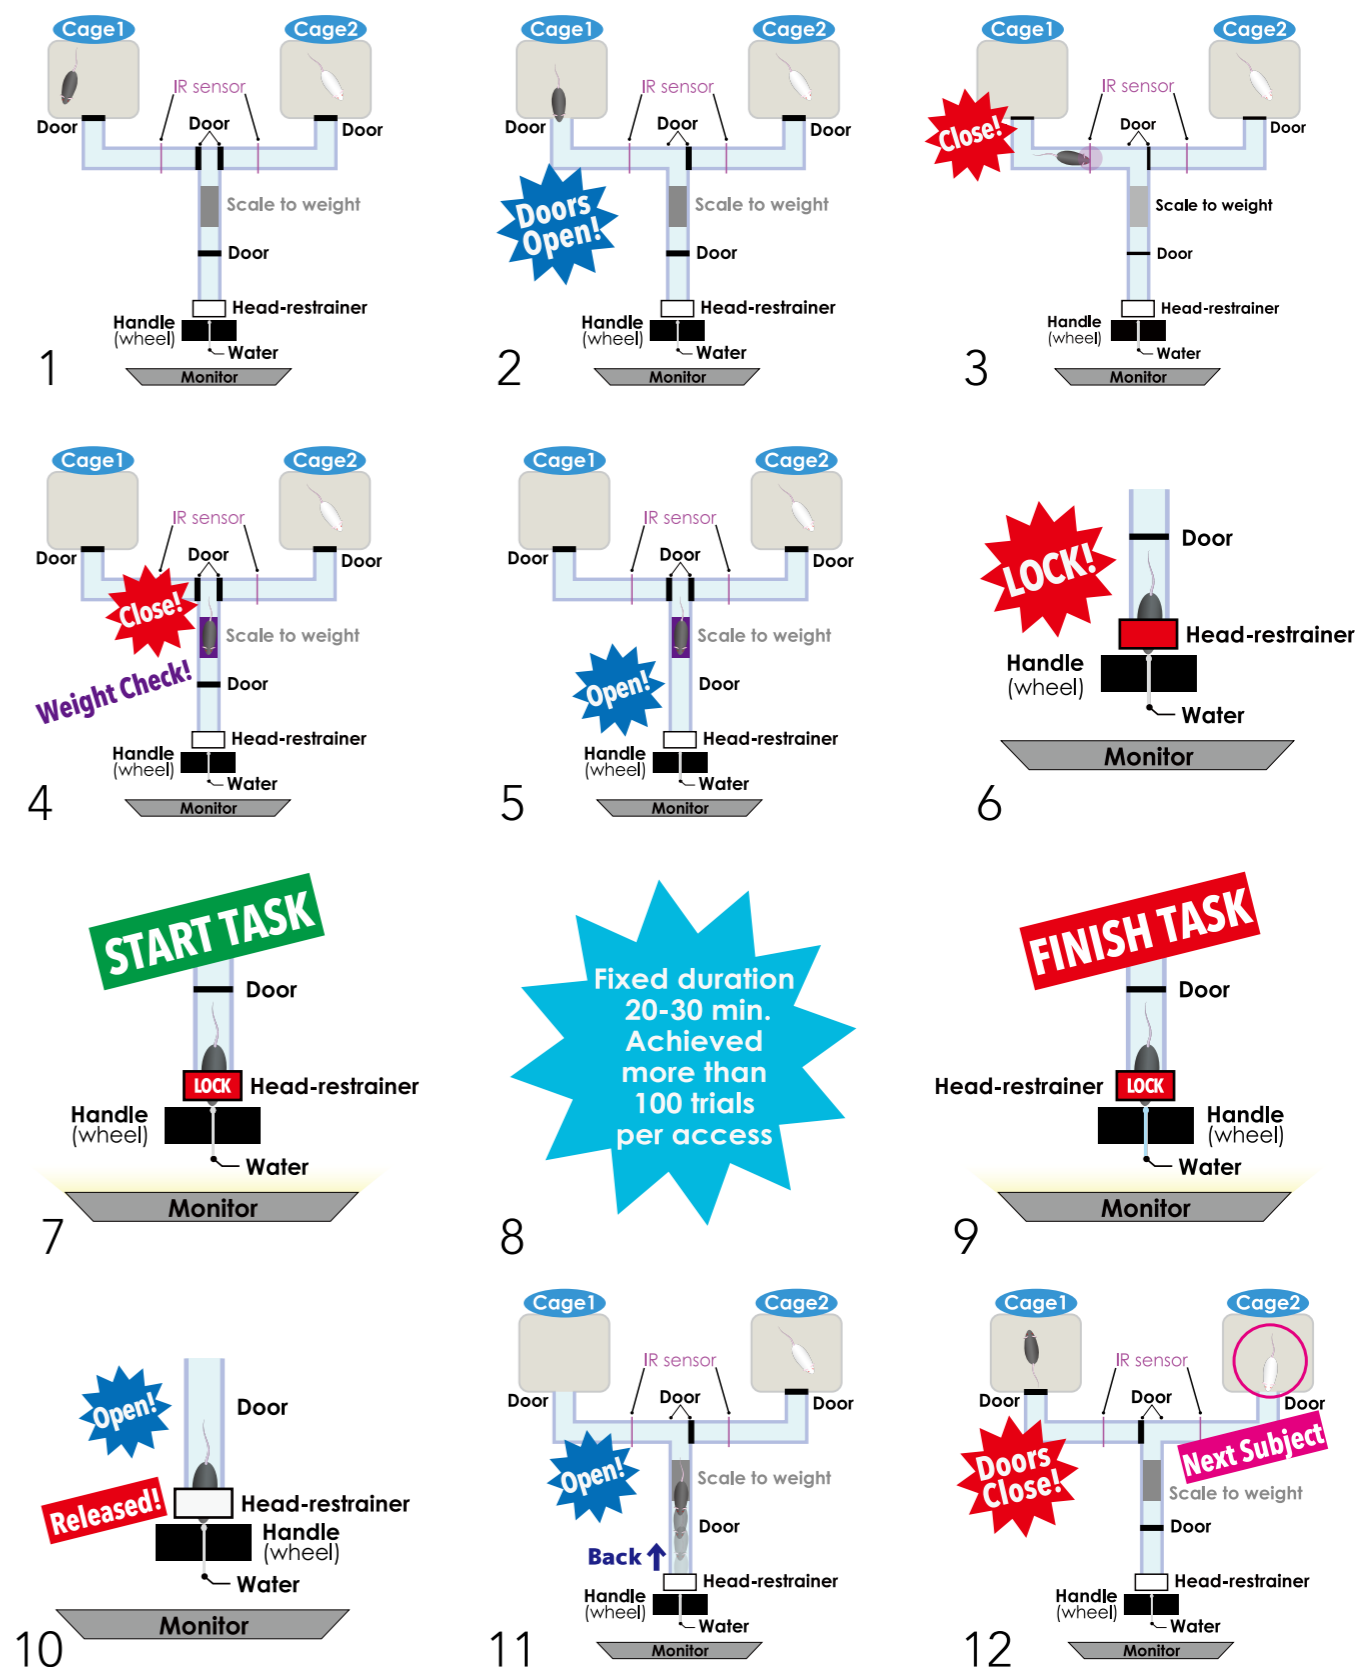 Cage1
Cage2
IR sensor
Door
Door
Door
Scale to weight
Door
Head-restrainer
Handle
(wheel)
Water
Monitor
1
Cage1
Cage2
IR sensor
Door
Door
Door
Doors
Open!
Scale to weight
Door
Head-restrainer
Handle
(wheel)
Water
Monitor
2
Cage1
Cage2
IR sensor
Close!
Door
Door
Scale to weight
Door
Head-restrainer
Handle
(wheel)
Water
Monitor
3
Cage1
Cage2
IR sensor
Door
Door
Door
Close!
Scale to weight
Weight Check!
Door
Head-restrainer
Handle
(wheel)
Water
Monitor
4
Cage1
Cage2
IR sensor
Door
Door
Door
Scale to weight
Open!
Door
Head-restrainer
Handle
(wheel)
Water
Monitor
5
LOCK!
Door
Head-restrainer
Handle
(wheel)
Water
Monitor
6
START TASK
Door
LOCK
Head-restrainer
Handle
(wheel)
Water
Monitor
7
Fixed duration
20-30 min.
Achieved
more than
100 trials
per access
8
FINISH TASK
Door
Head-restrainer
LOCK
Handle
(wheel)
Water
Monitor
9
Open!
Door
Released!
Head-restrainer
Handle
(wheel)
Water
Monitor
10
Cage1
Cage2
IR sensor
Door
Door
Door
Open!
Scale to weight
Door
Back
Head-restrainer
Handle
(wheel)
Water
Monitor
11
Cage1
Cage2
IR sensor
Door
Door
Door
Next Subject
Doors
Close!
Scale to weight
Door
Head-restrainer
Handle
(wheel)
Water
Monitor
12